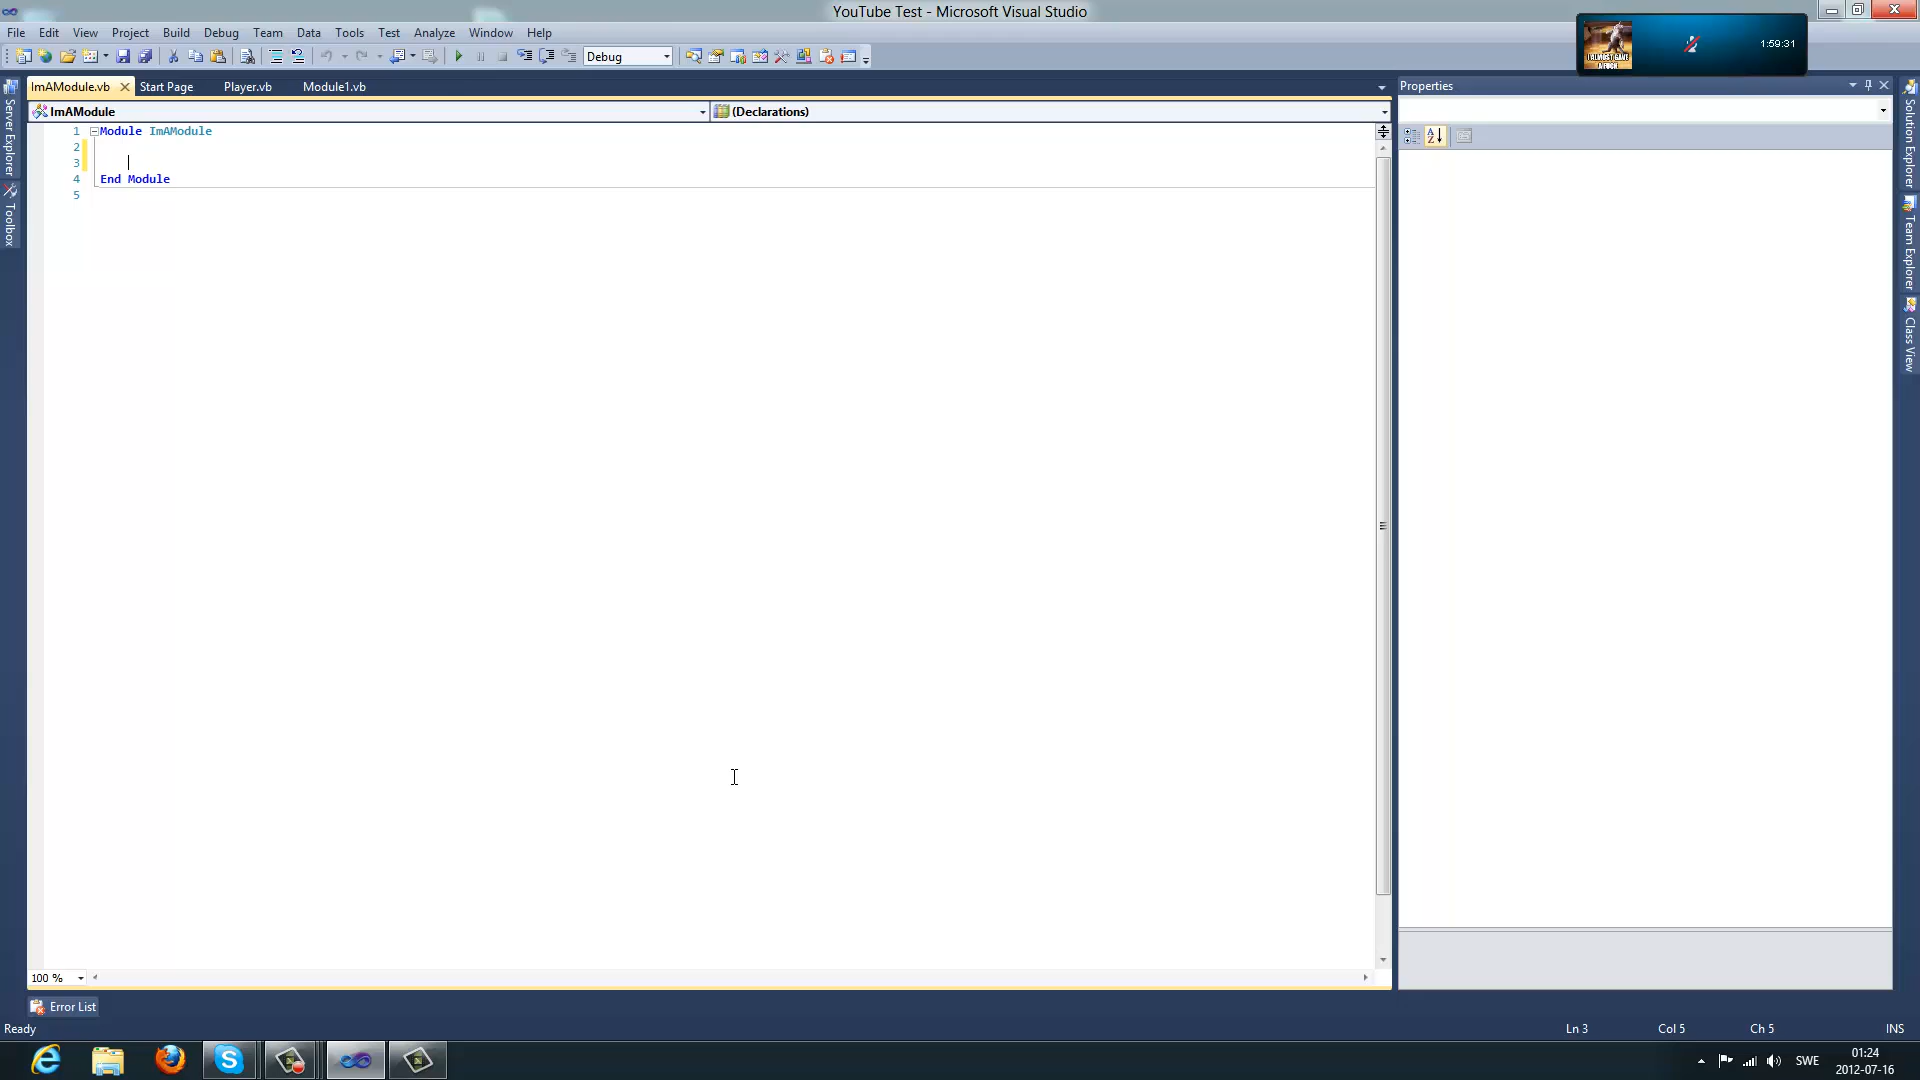 YouTube Test - Microsoft Visual Studio
File Edit View Project Build Debug Team Data Tools Test Analyze Window Help
Debug
1:59:31
ImAModule.vb Start Page Player.vb Module1.vb
Properties
ImAModule (Declarations)
1 Module ImAModule
2
3
4 End Module
5
Server Explorer
Toolbox
Solution Explorer
Team Explorer
Class View
100 %
Error List
Ready Ln 3 Col 5 Ch 5 INS
SWE 01:24
2012-07-16